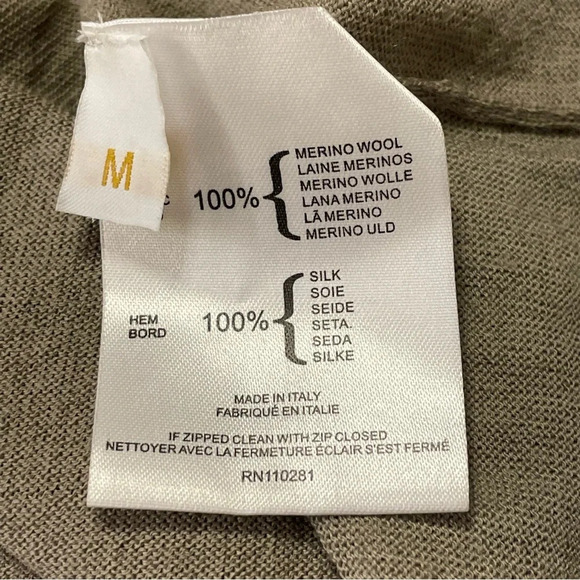 M
100%
MERINO WOOL
LAINE MERINOS
MERINO WOLLE
LANA MERINO
LÃ MERINO
MERINO ULD
HEM
BORD
100%
SILK
SOIE
SEIDE
SETA.
SEDA
SILKE
MADE IN ITALY
FABRIQUÉ EN ITALIE
IF ZIPPED CLEAN WITH ZIP CLOSED
NETTOYER AVEC LA FERMETURE ÉCLAIR S'EST FERMÉ
RN110281